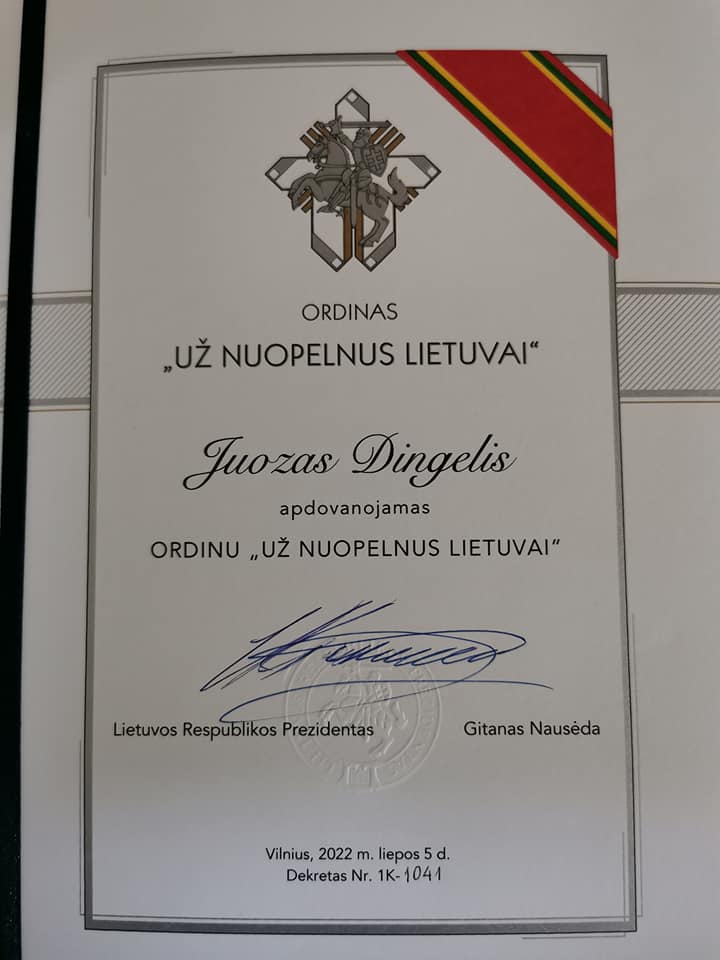 ORDINAS
„UŽ NUOPELNUS LIETUVAI“
Juozas Dingelis
apdovanojamas
ORDINU „UŽ NUOPELNUS LIETUVAI“
Lietuvos Respublikos Prezidentas Gitanas Nausėda
Vilnius, 2022 m. liepos 5 d.
Dekretas Nr. 1K-1041